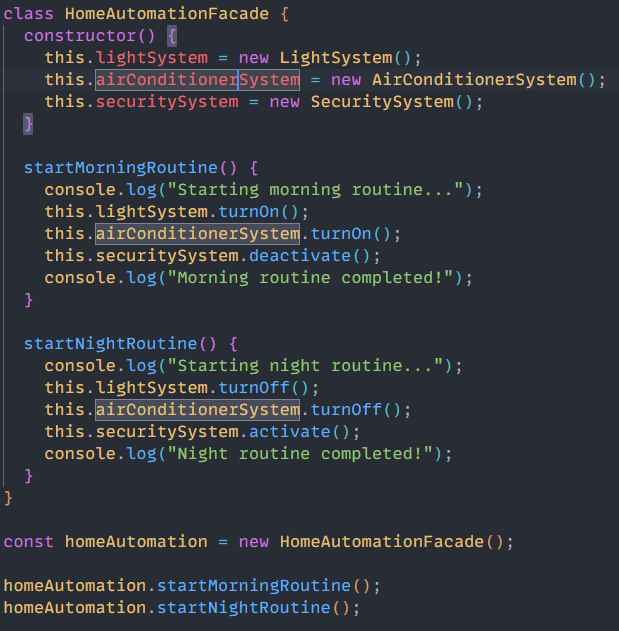 class HomeAutomationFacade {
  constructor() {
    this.lightSystem = new LightSystem();
    this.airConditionerSystem = new AirConditionerSystem();
    this.securitySystem = new SecuritySystem();
  }

  startMorningRoutine() {
    console.log("Starting morning routine...");
    this.lightSystem.turnOn();
    this.airConditionerSystem.turnOn();
    this.securitySystem.deactivate();
    console.log("Morning routine completed!");
  }

  startNightRoutine() {
    console.log("Starting night routine...");
    this.lightSystem.turnOff();
    this.airConditionerSystem.turnOff();
    this.securitySystem.activate();
    console.log("Night routine completed!");
  }
}

const homeAutomation = new HomeAutomationFacade();

homeAutomation.startMorningRoutine();
homeAutomation.startNightRoutine();